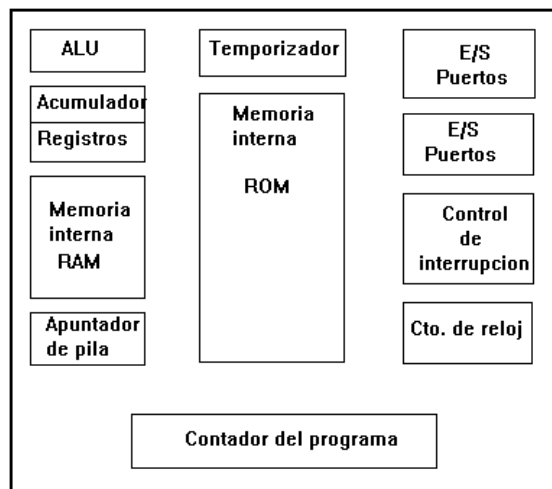 ALU
Acumulador
Registros
Memoria
interna
RAM
Apuntador
de pila
Temporizador
Memoria
interna
ROM
E/S
Puertos
E/S
Puertos
Control
de
interrupcion
Cto. de reloj
Contador del programa